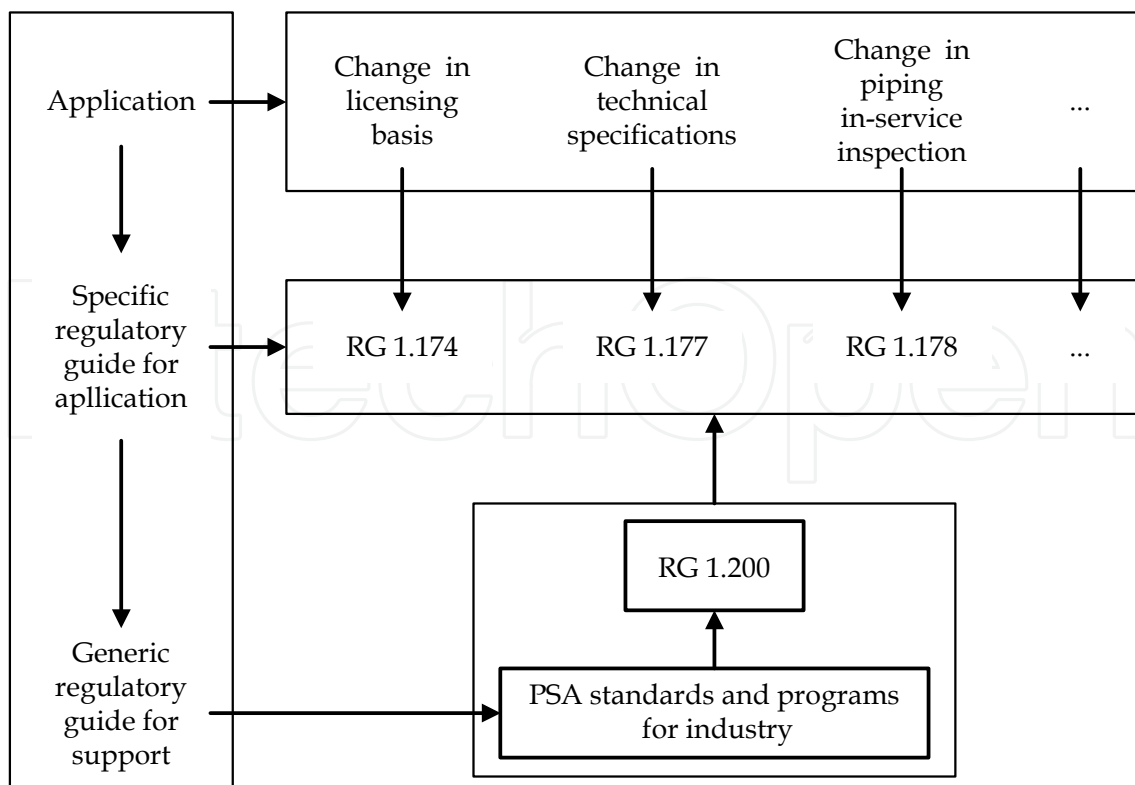 Application
Change in
licensing
basis
Change in
technical
specifications
Change in
piping
in-service
inspection
...
Specific
regulatory
guide for
apllication
RG 1.174
RG 1.177
RG 1.178
...
RG 1.200
Generic
regulatory
guide for
support
PSA standards and programs
for industry